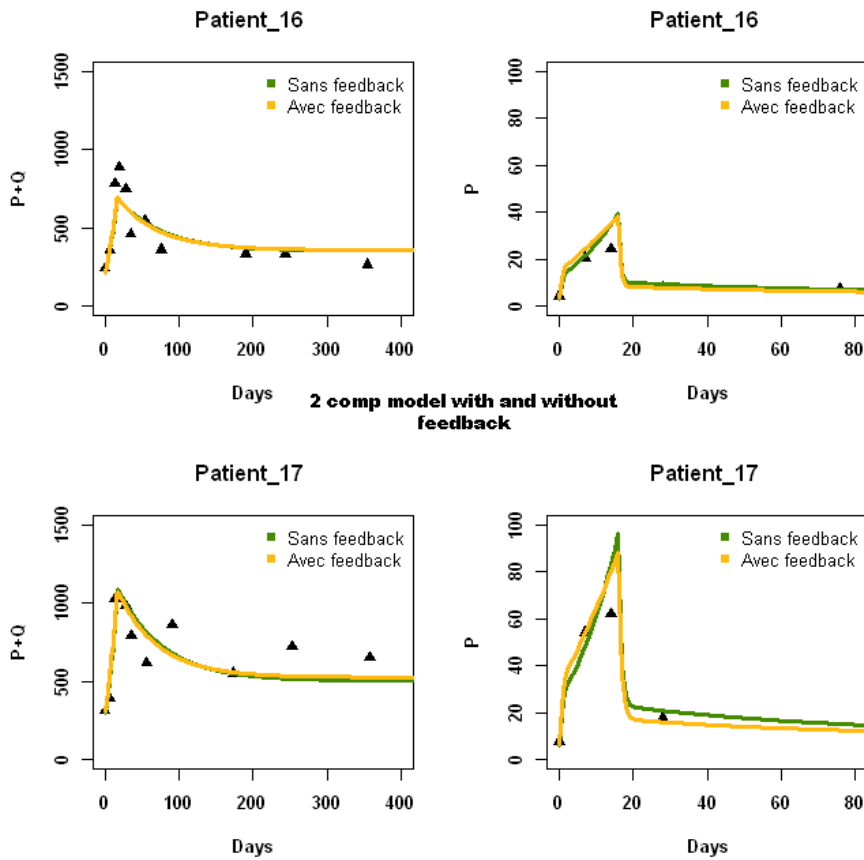 Patient_16
1500
1000
500
0
P+Q
Sans feedback
Avec feedback
0
100
200
300
400
Days
Patient_16
100
80
60
40
20
0
P
Sans feedback
Avec feedback
0
20
40
60
80
Days
2 comp model with and without
feedback
Patient_17
1500
1000
500
0
P+Q
Sans feedback
Avec feedback
0
100
200
300
400
Days
Patient_17
100
80
60
40
20
0
P
Sans feedback
Avec feedback
0
20
40
60
80
Days